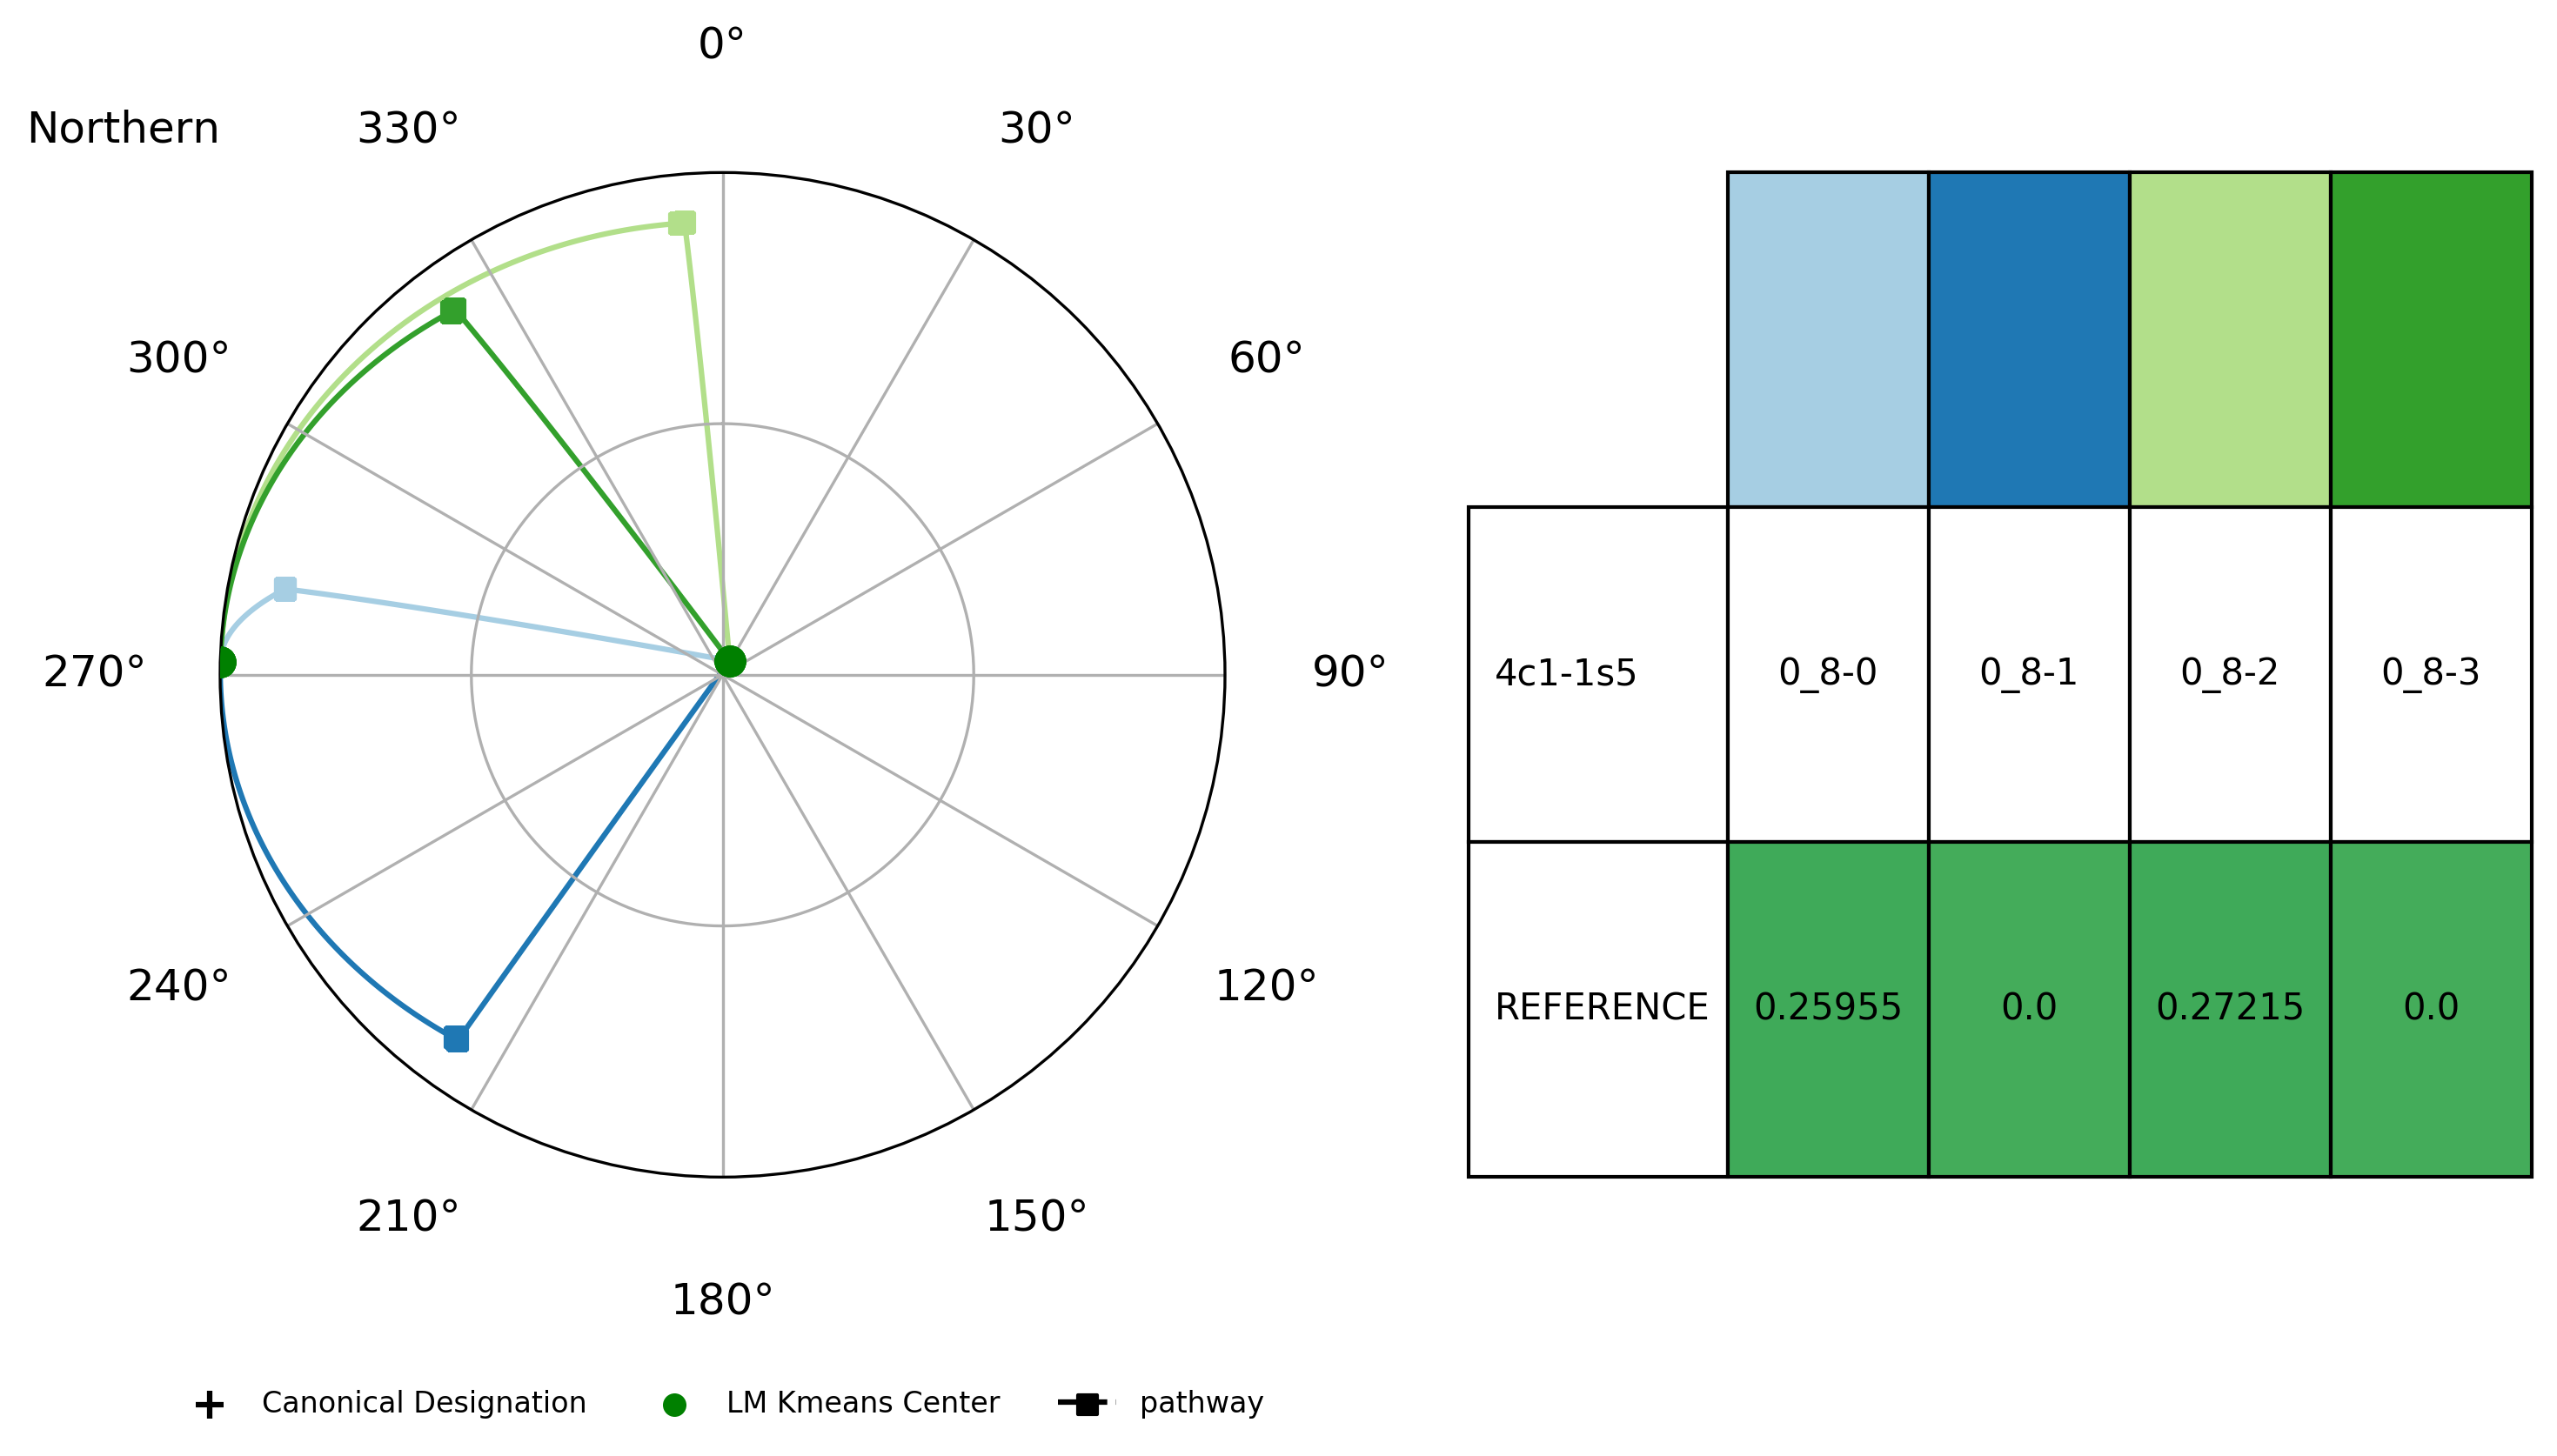 0°
Northern 330° 30°
300° 60°
270° 90°
240° 120°
210° 150°
180°
4c1-1s5 0_8-0 0_8-1 0_8-2 0_8-3
REFERENCE 0.25955 0.0 0.27215 0.0
Canonical Designation LM Kmeans Center pathway